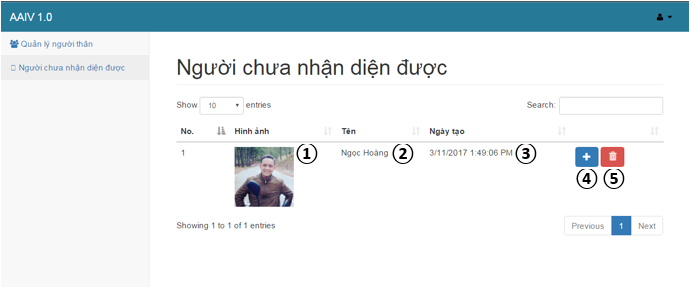 AAIV 1.0
Quản lý người thân
Người chưa nhận diện được
Người chưa nhận diện được
Show 10 entries Search:
No. Hình ảnh Tên Ngày tạo
1 1 Ngọc Hoàng 2 3/11/2017 1:49:06 PM 3
4 5
Showing 1 to 1 of 1 entries Previous 1 Next